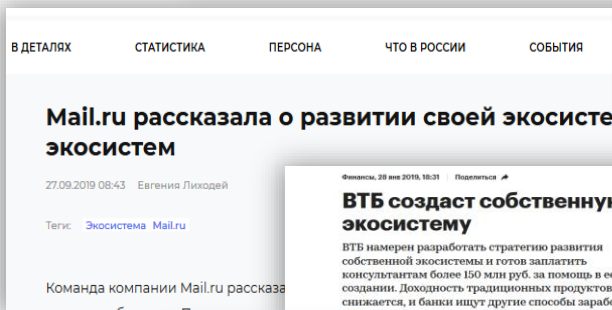 В ДЕТАЛЯХ СТАТИСТИКА ПЕРСОНА ЧТО В РОССИИ СОБЫТИЯ
Mail.ru рассказала о развитии своей экосисте
экосистем
27.09.2019 08:43 Евгения Лиходей
Теги: Экосистема Mail.ru
Команда компании Mail.ru рассказа
Финансы, 28 янв 2019, 18:31 Поделиться
ВТБ создаст собственную
экосистему
ВТБ намерен разработать стратегию развития
собственной экосистемы и готов заплатить
консультантам более 150 млн руб. за помощь в ее
создании. Доходность традиционных продуктов
снижается, и банки ищут другие способы зараб